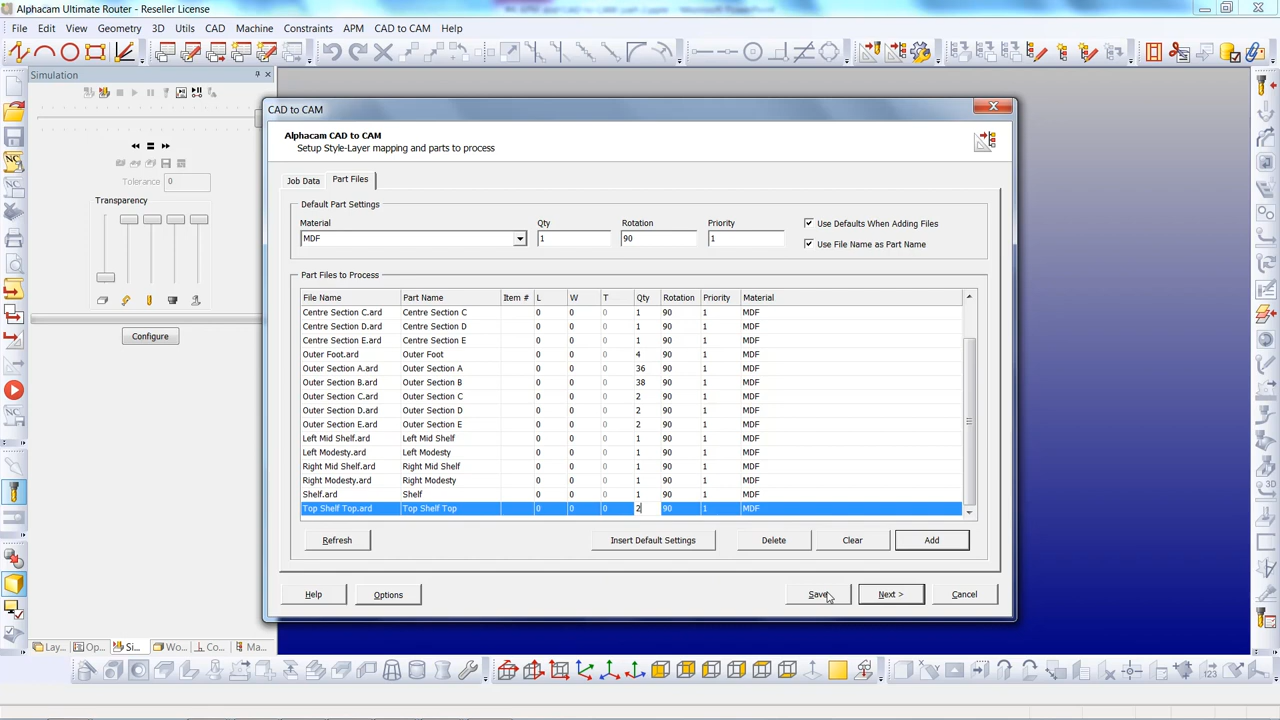 Alphacam Ultimate Router - Reseller License
File Edit View Geometry 3D Utils CAD Machine Constraints APM CAD to CAM Help
Simulation
Tolerance 0
Transparency
Configure
CAD to CAM
Alphacam CAD to CAM
Setup Style-Layer mapping and parts to process
Job Data Part Files
Default Part Settings
Material Qty Rotation Priority
MDF 1 90 1
Use Defaults When Adding Files
Use File Name as Part Name
Part Files to Process
File Name Part Name Item # L W T Qty Rotation Priority Material
Centre Section C.ard Centre Section C 0 0 0 1 90 1 MDF
Centre Section D.ard Centre Section D 0 0 0 1 90 1 MDF
Centre Section E.ard Centre Section E 0 0 0 1 90 1 MDF
Outer Foot.ard Outer Foot 0 0 0 4 90 1 MDF
Outer Section A.ard Outer Section A 0 0 0 36 90 1 MDF
Outer Section B.ard Outer Section B 0 0 0 38 90 1 MDF
Outer Section C.ard Outer Section C 0 0 0 2 90 1 MDF
Outer Section D.ard Outer Section D 0 0 0 2 90 1 MDF
Outer Section E.ard Outer Section E 0 0 0 2 90 1 MDF
Left Mid Shelf.ard Left Mid Shelf 0 0 0 1 90 1 MDF
Left Modesty.ard Left Modesty 0 0 0 1 90 1 MDF
Right Mid Shelf.ard Right Mid Shelf 0 0 0 1 90 1 MDF
Right Modesty.ard Right Modesty 0 0 0 1 90 1 MDF
Shelf.ard Shelf 0 0 0 1 90 1 MDF
Top Shelf Top.ard Top Shelf Top 0 0 0 2 90 1 MDF
Refresh Insert Default Settings Delete Clear Add
Help Options Save Next > Cancel
Lay... Op... Si... Wo... Co... Ma...